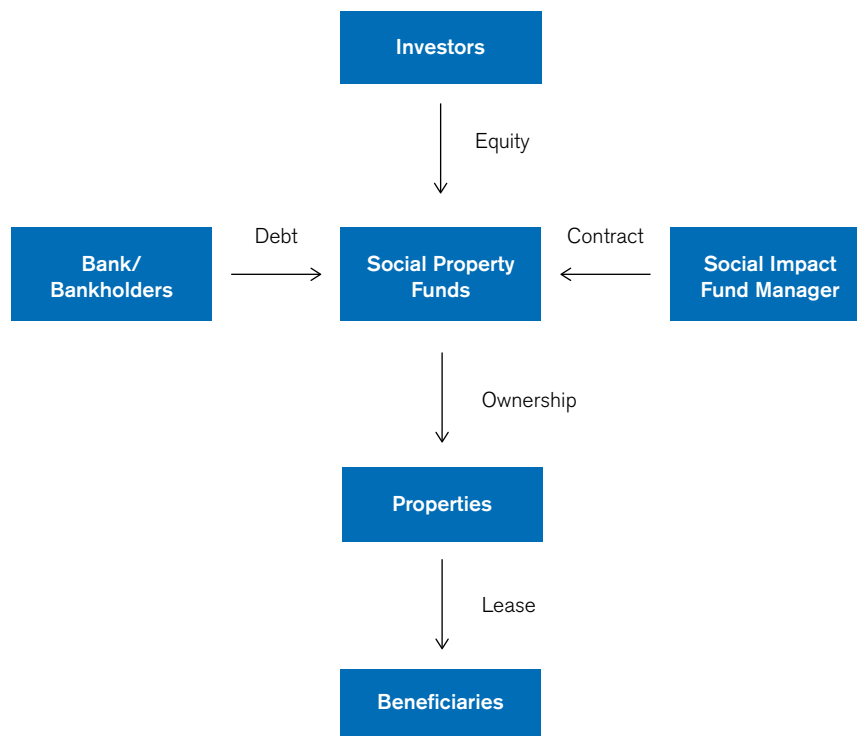 Investors
Equity
Debt
Contract
Bank/
Bankholders
Social Property
Funds
Social Impact
Fund Manager
Ownership
Properties
Lease
Beneficiaries